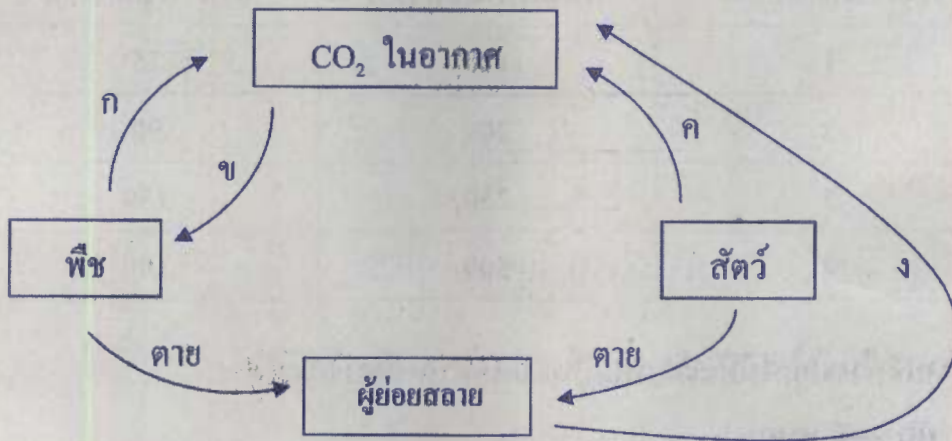 CO₂ ในอากาศ
ก
ข
ค
พืช
สัตว์
ง
ตาย
ตาย
ผู้ย่อยสลาย